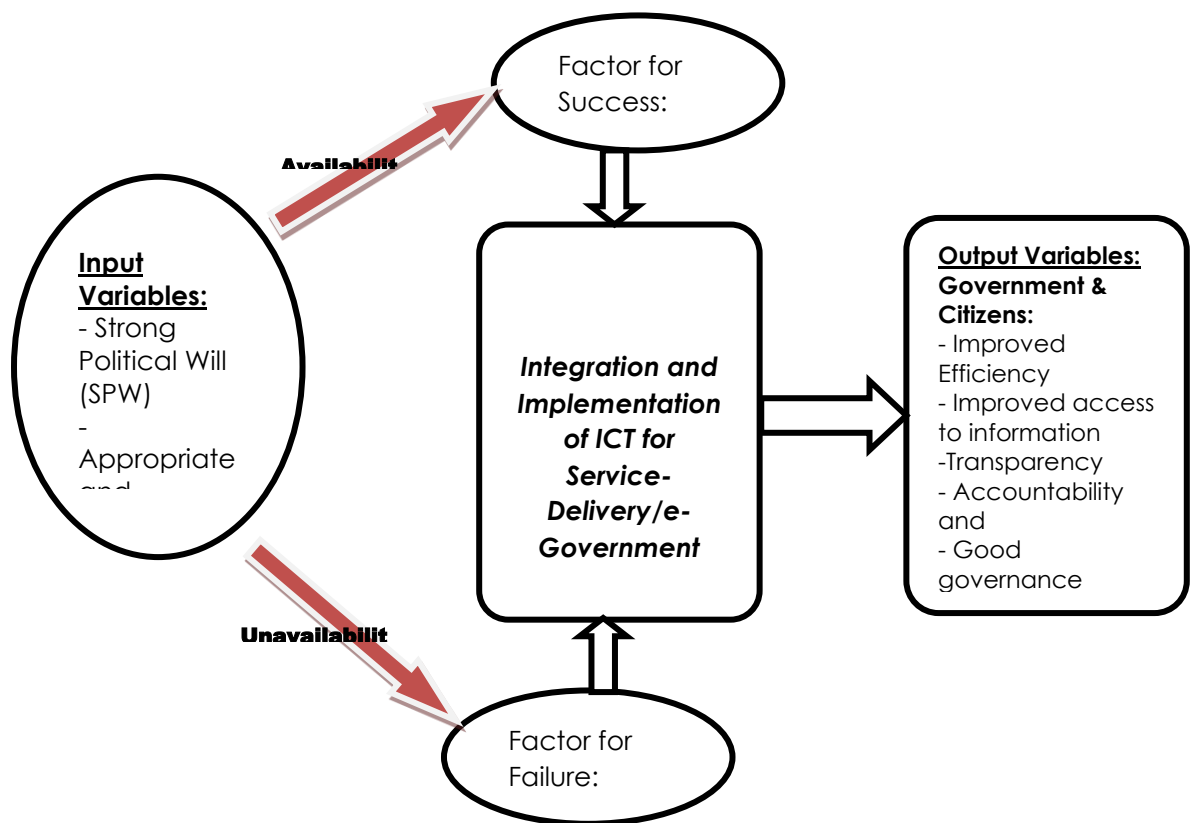 Factor for
Success:
Availabilit
Input
Variables:
- Strong
Political Will
(SPW)
-
Appropriate
and
Integration and
Implementation
of ICT for
Service-
Delivery/e-
Government
Output Variables:
Government &
Citizens:
- Improved
Efficiency
- Improved access
to information
-Transparency
- Accountability
and
- Good
governance
Unavailabilit
Factor for
Failure: